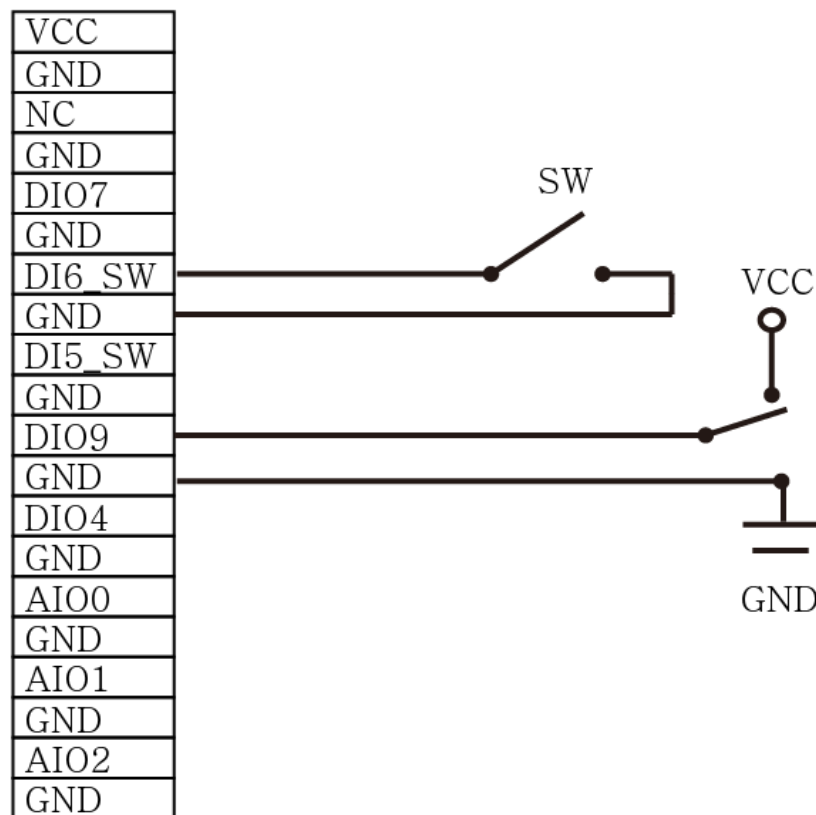 VCC
GND
NC
GND
DIO7
GND
DI6_SW
GND
DI5_SW
GND
DIO9
GND
DIO4
GND
AIO0
GND
AIO1
GND
AIO2
GND
SW
VCC
GND